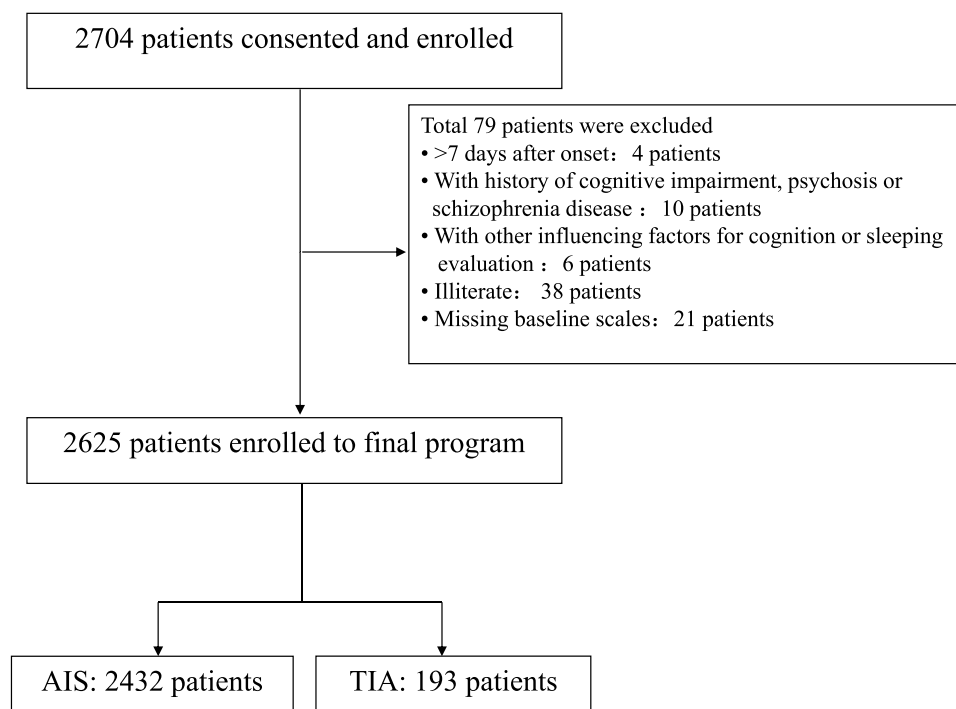 2704 patients consented and enrolled
Total 79 patients were excluded
• >7 days after onset：4 patients
• With history of cognitive impairment, psychosis or
schizophrenia disease ：10 patients
• With other influencing factors for cognition or sleeping
evaluation ：6 patients
• Illiterate： 38 patients
• Missing baseline scales：21 patients
2625 patients enrolled to final program
AIS: 2432 patients
TIA: 193 patients